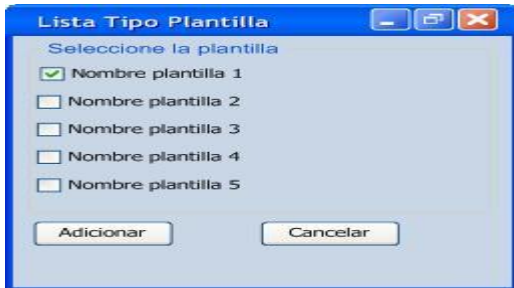 Lista Tipo Plantilla
Seleccione la plantilla
Nombre plantilla 1
Nombre plantilla 2
Nombre plantilla 3
Nombre plantilla 4
Nombre plantilla 5
Adicionar Cancelar